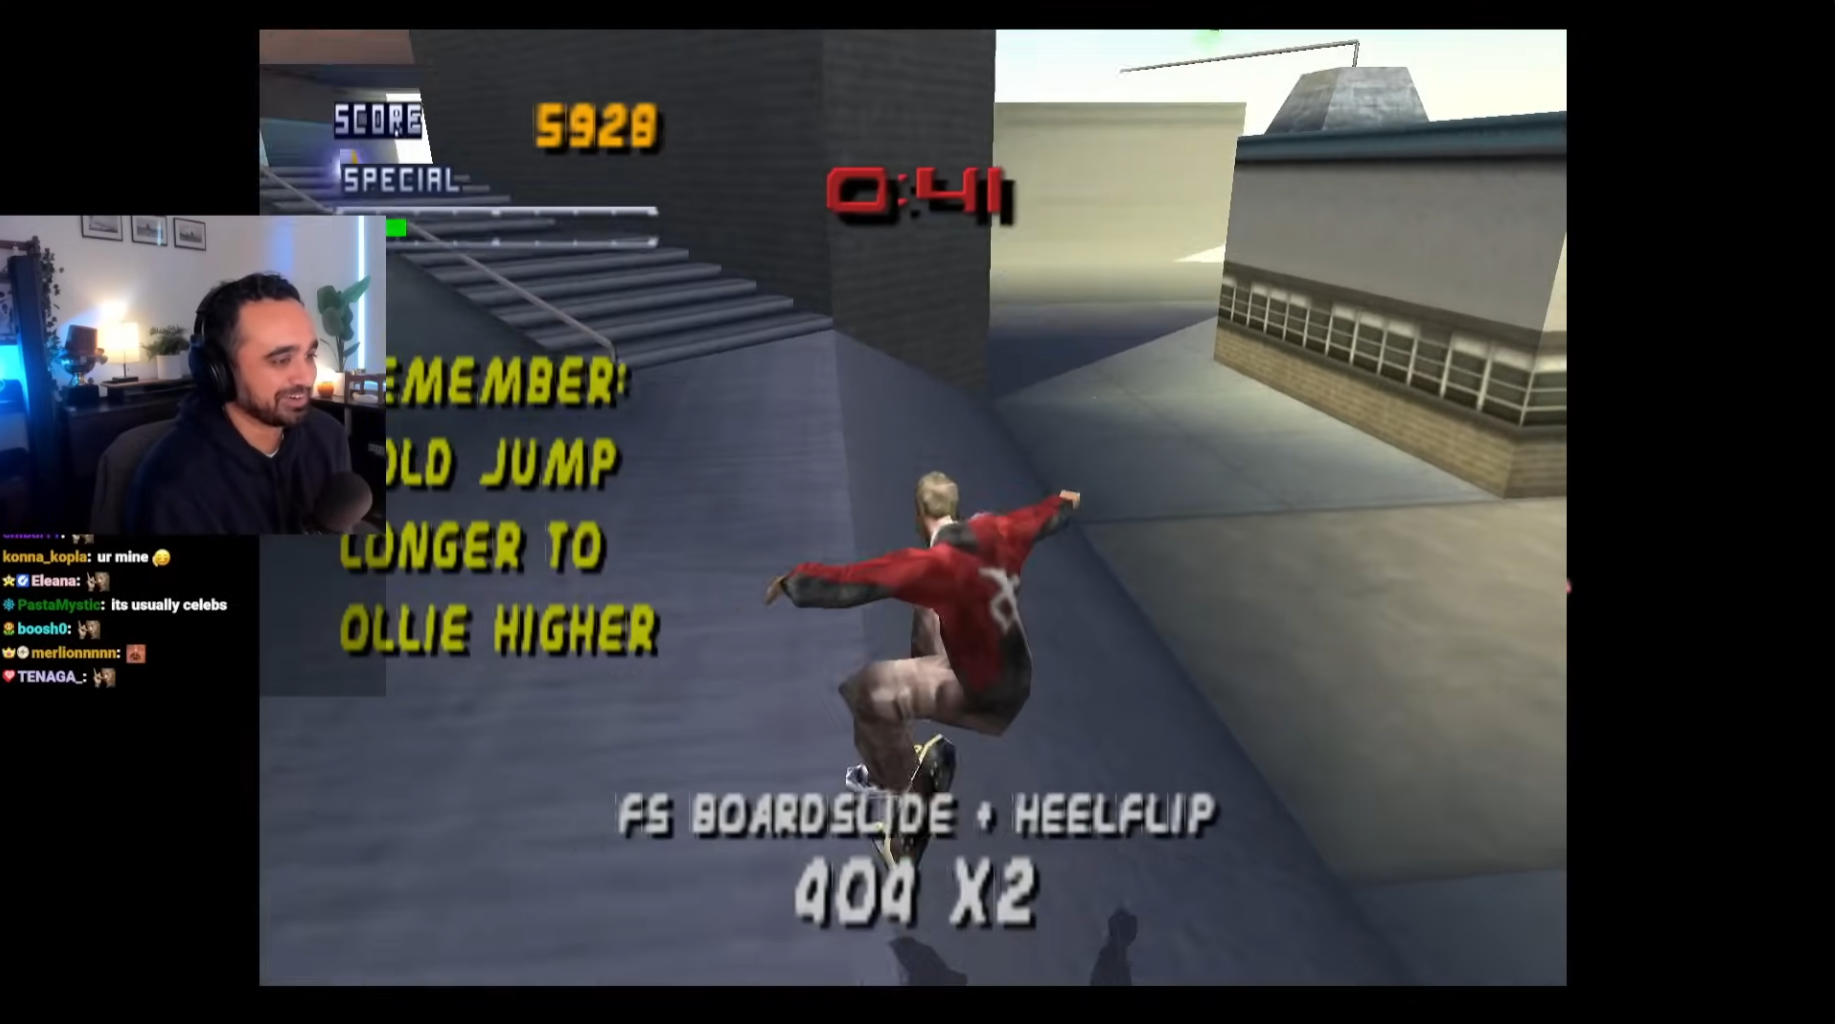 SCORE 5928
SPECIAL
0:41
EMEMBER:
OLD JUMP
LONGER TO
OLLIE HIGHER
konna_kopla: ur mine
Eleana:
PastaMystic: its usually celebs
boosh0:
merlionnnnn:
TENAGA_:
FS BOARDSLIDE + HEELFLIP
404 X2